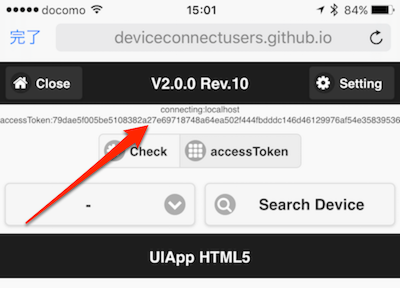 docomo 15:01 84%
完了 deviceconnectusers.github.io
Close V2.0.0 Rev.10 Setting
connecting:localhost
accessToken:79dae5f005be5108382a27e69718748a64ea502f444fbdddc146d46129976af54e35839536
Check accessToken
- Search Device
UIApp HTML5